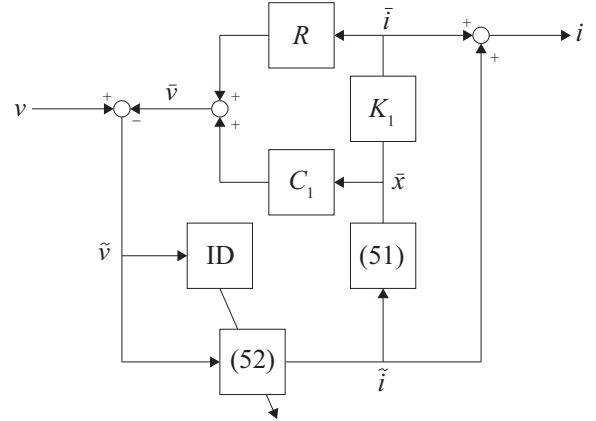 R
i̅
+
i
+
v
+
−
v̅
+
+
K₁
C₁
x̅
ṽ
ID
(51)
(52)
ĩ